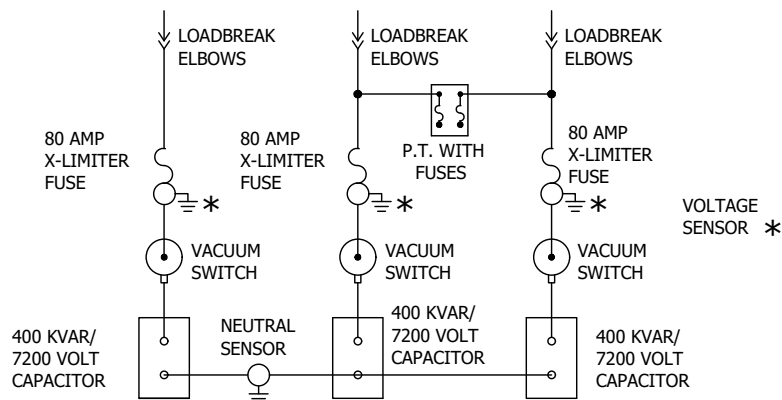 LOADBREAK
ELBOWS
LOADBREAK
ELBOWS
LOADBREAK
ELBOWS
80 AMP
X-LIMITER
FUSE
80 AMP
X-LIMITER
FUSE
P.T. WITH
FUSES
80 AMP
X-LIMITER
FUSE
*
*
*
VOLTAGE
SENSOR *
VACUUM
SWITCH
VACUUM
SWITCH
VACUUM
SWITCH
400 KVAR/
7200 VOLT
CAPACITOR
NEUTRAL
SENSOR
400 KVAR/
7200 VOLT
CAPACITOR
400 KVAR/
7200 VOLT
CAPACITOR